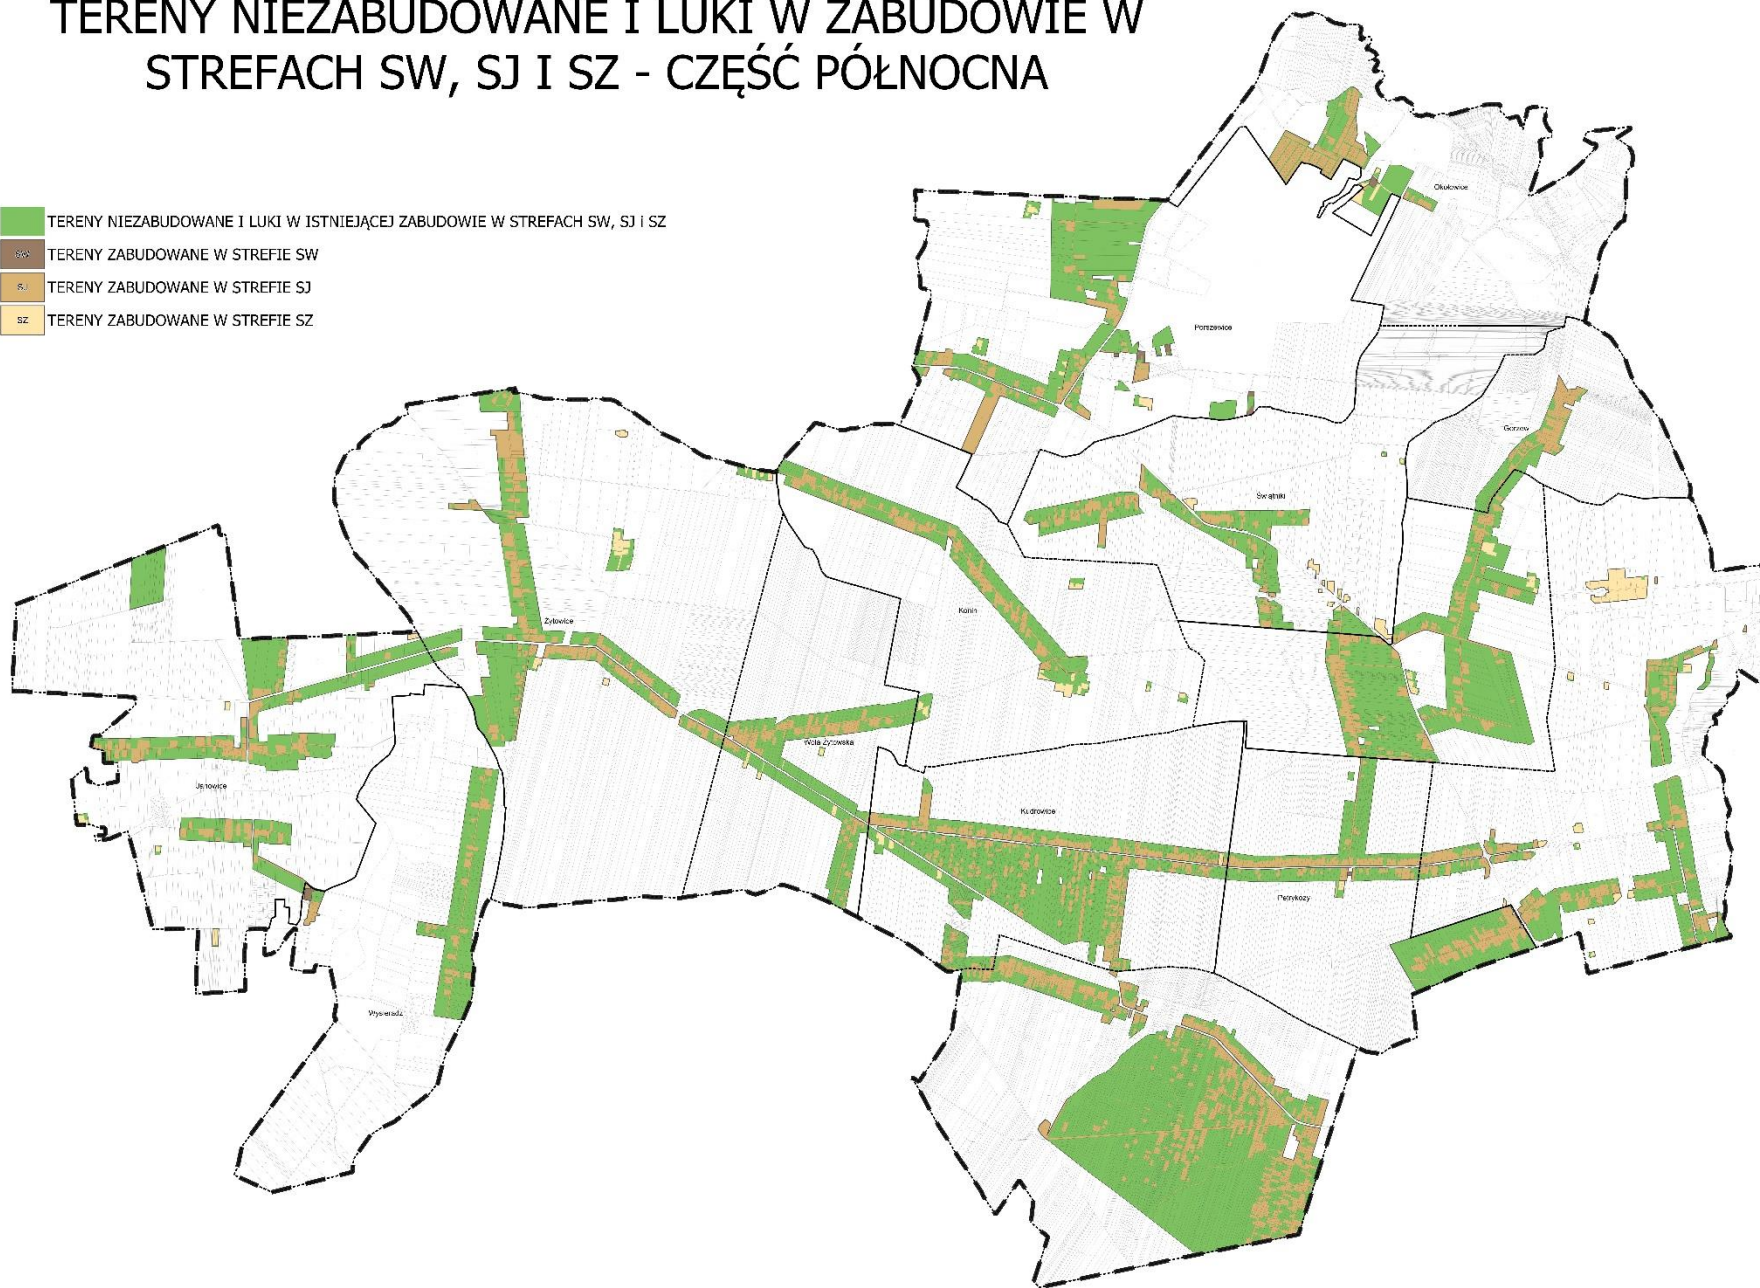 TERENY NIEZABUDOWANE I LUKI W ZABUDOWIE W
STREFACH SW, SJ I SZ - CZĘŚĆ PÓŁNOCNA
TERENY NIEZABUDOWANE I LUKI W ISTNIEJĄCEJ ZABUDOWIE W STREFACH SW, SJ i SZ
SW TERENY ZABUDOWANE W STREFIE SW
SJ TERENY ZABUDOWANE W STREFIE SJ
SZ TERENY ZABUDOWANE W STREFIE SZ
Okołowice
Porszewice
Gorzew
Świątniki
Konin
Żytowice
Wola Żytowska
Janowice
Kudrowice
Petrykozy
Wysieradz